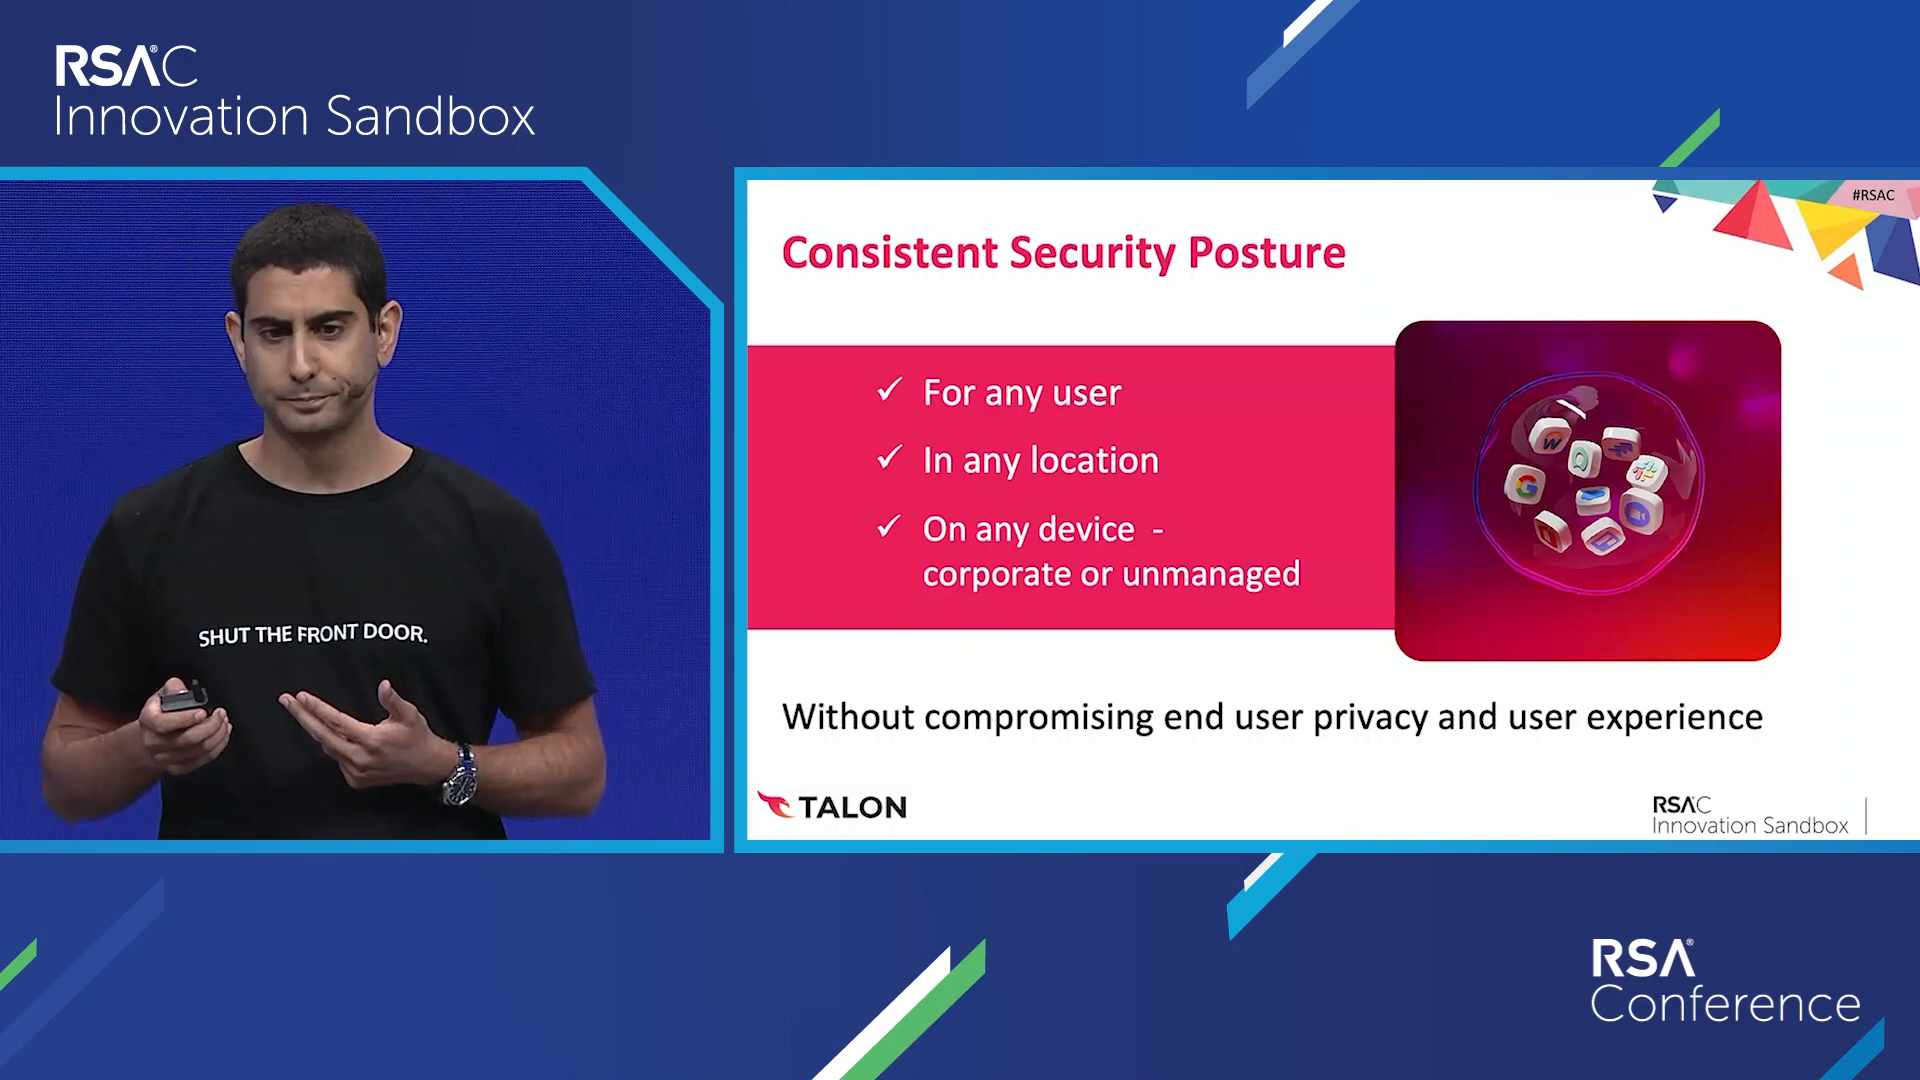 RSAC
Innovation Sandbox
#RSAC
Consistent Security Posture
✓ For any user
✓ In any location
✓ On any device -
corporate or unmanaged
SHUT THE FRONT DOOR.
Without compromising end user privacy and user experience
TALON
RSAC
Innovation Sandbox
RSA
Conference